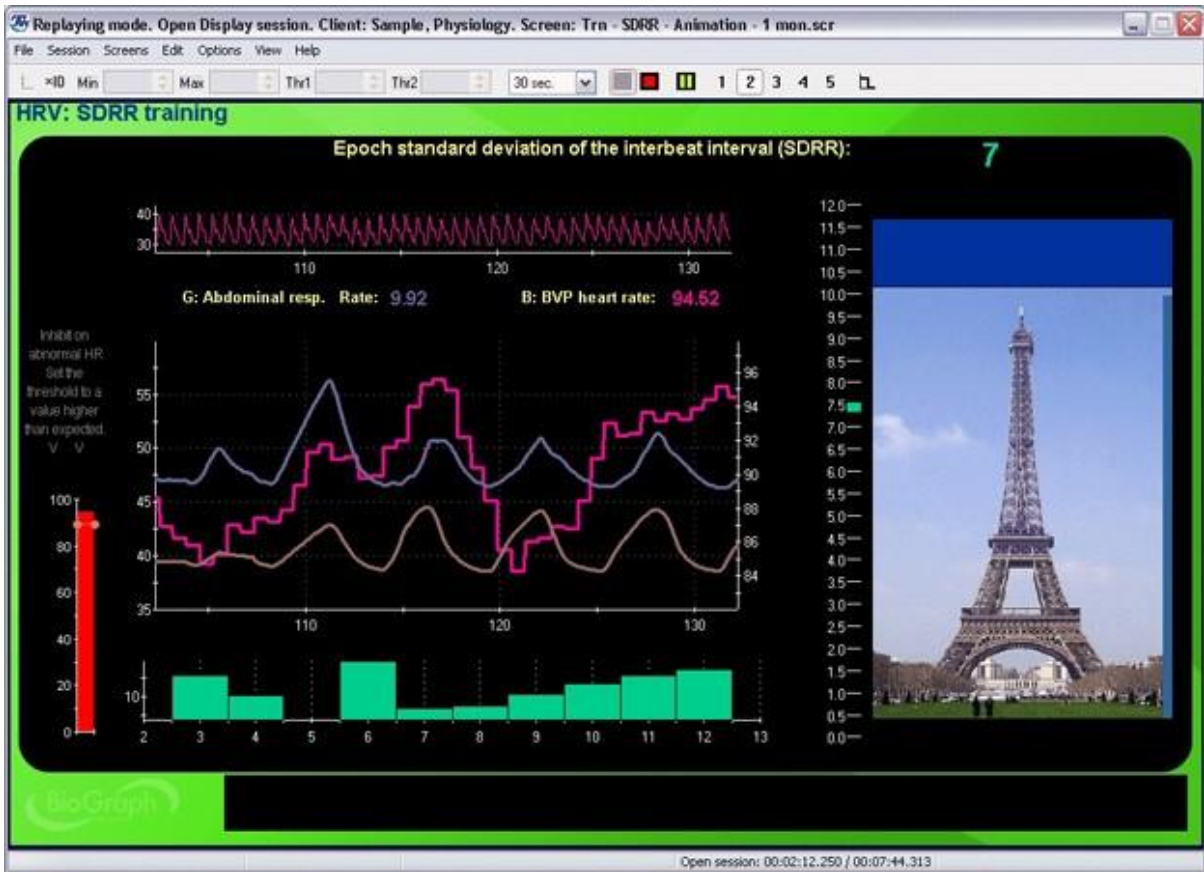 Replaying mode. Open Display session. Client: Sample, Physiology. Screen: Trn - SDRR - Animation - 1 mon.scr
File Session Screens Edit Options View Help
×10 Min Max Thr1 Thr2 30 sec. 1 2 3 4 5
HRV: SDRR training
Epoch standard deviation of the interbeat interval (SDRR): 7
40
30
110 120 130
G: Abdominal resp. Rate: 9.92 B: BVP heart rate: 94.52
Inhibit on
abnormal HR
Set the
threshold to a
value higher
than expected.
V V
100
80
60
40
20
0
55
50
45
40
35
96
94
92
90
88
86
84
110 120 130
10
2 3 4 5 6 7 8 9 10 11 12 13
12.0
11.5
11.0
10.5
10.0
9.5
9.0
8.5
8.0
7.5
7.0
6.5
6.0
5.5
5.0
4.5
4.0
3.5
3.0
2.5
2.0
1.5
1.0
0.5
0.0
BioGraph
Open session: 00:02:12.250 / 00:07:44.313